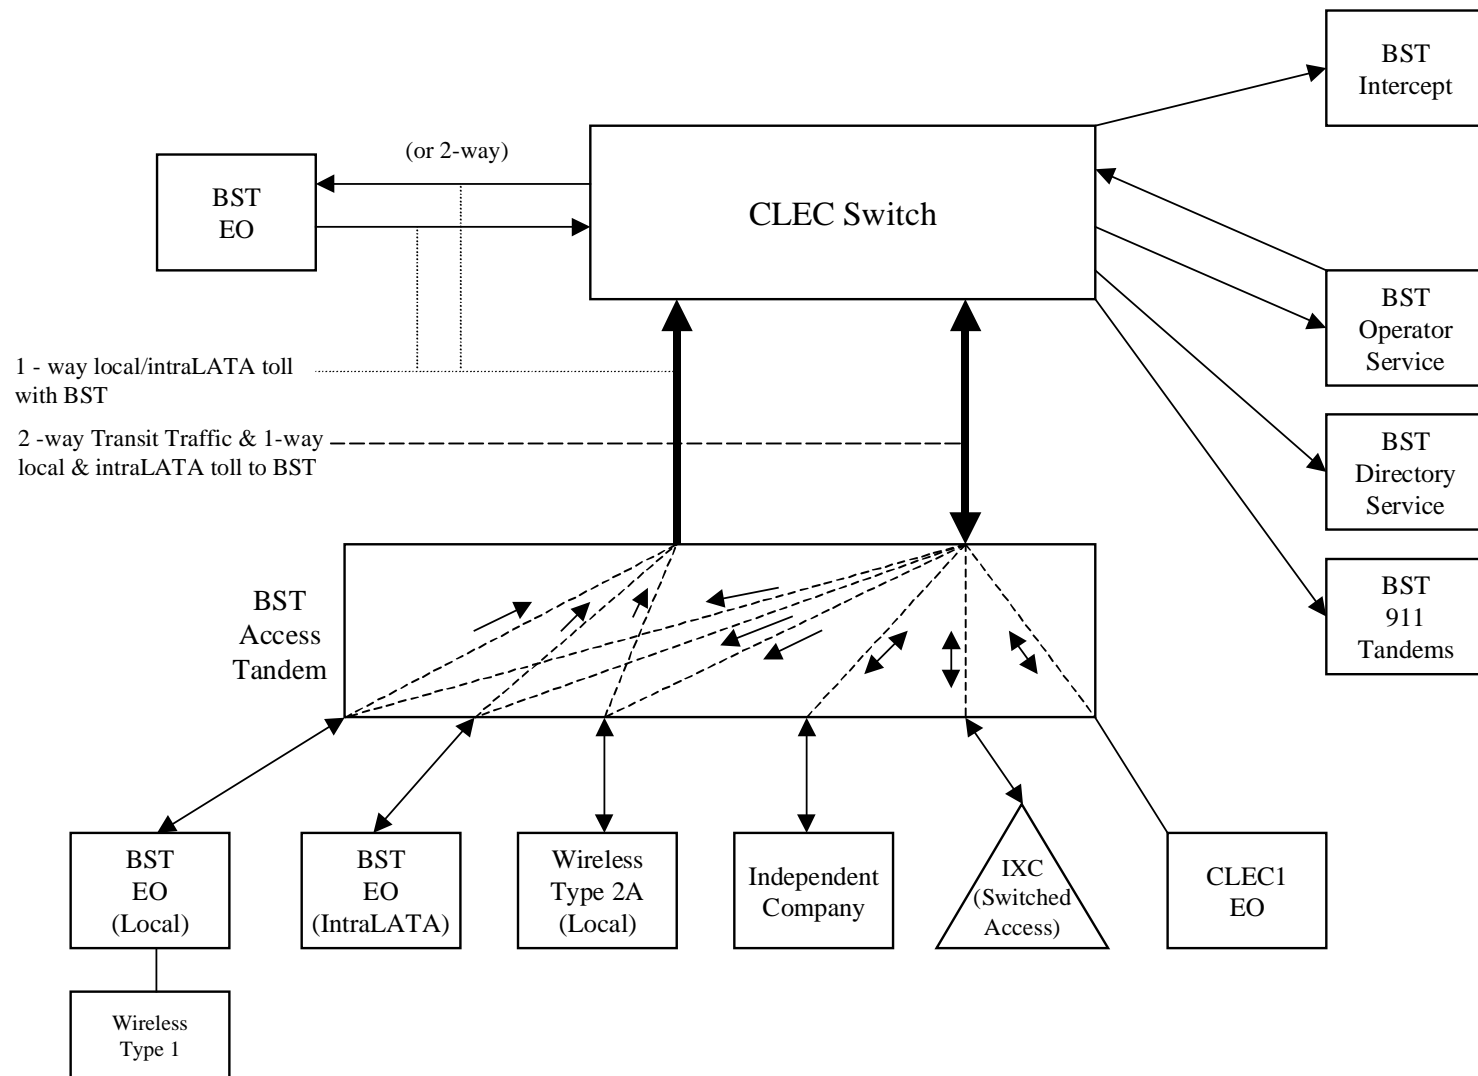 BST
Intercept
(or 2-way)
BST
EO
CLEC Switch
BST
Operator
Service
1 - way local/intraLATA toll
with BST
2 -way Transit Traffic & 1-way
local & intraLATA toll to BST
BST
Directory
Service
BST
911
Tandems
BST
Access
Tandem
BST
EO
(Local)
BST
EO
(IntraLATA)
Wireless
Type 2A
(Local)
Independent
Company
IXC
(Switched
Access)
CLEC1
EO
Wireless
Type 1